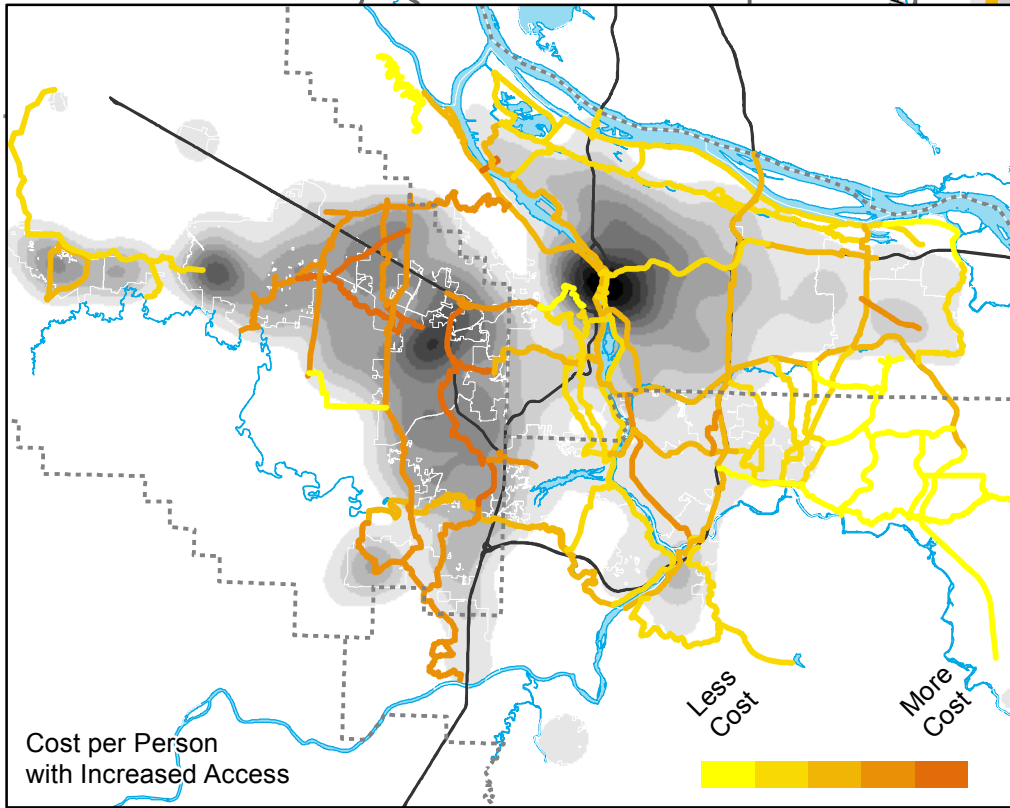 Less
Cost
More
Cost
Cost per Person
with Increased Access